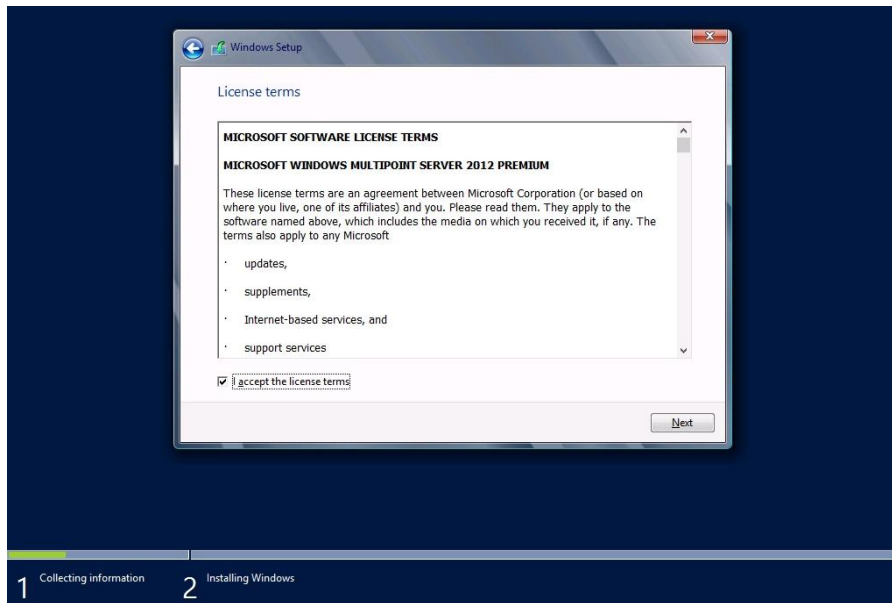 Windows Setup
License terms
MICROSOFT SOFTWARE LICENSE TERMS
MICROSOFT WINDOWS MULTIPOINT SERVER 2012 PREMIUM
These license terms are an agreement between Microsoft Corporation (or based on
where you live, one of its affiliates) and you. Please read them. They apply to the
software named above, which includes the media on which you received it, if any. The
terms also apply to any Microsoft
· updates,
· supplements,
· Internet-based services, and
· support services
I accept the license terms
Next
1 Collecting information
2 Installing Windows